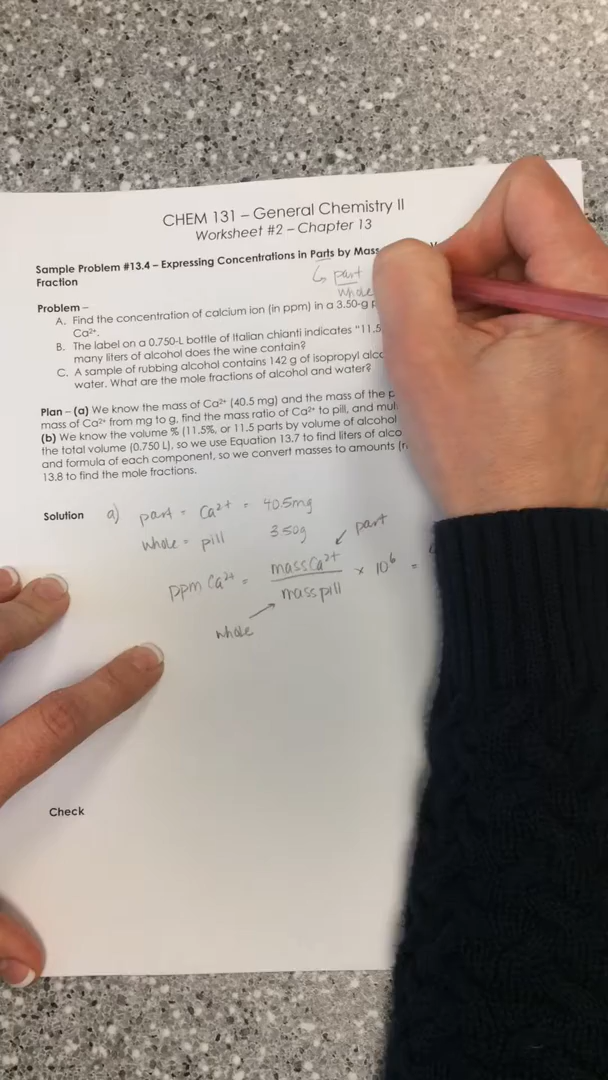 CHEM 131 – General Chemistry II
Worksheet #2 – Chapter 13
Sample Problem #13.4 – Expressing Concentrations in Parts by Mass
Fraction
↳ part
whole
Problem –
A. Find the concentration of calcium ion (in ppm) in a 3.50-g
Ca²⁺.
B. The label on a 0.750-L bottle of Italian chianti indicates "11.5
many liters of alcohol does the wine contain?
C. A sample of rubbing alcohol contains 142 g of isopropyl
water. What are the mole fractions of alcohol and water?
Plan – (a) We know the mass of Ca²⁺ (40.5 mg) and the mass of the
mass of Ca²⁺ from mg to g, find the mass ratio of Ca²⁺ to pill, and
(b) We know the volume % (11.5%, or 11.5 parts by volume of alcohol
the total volume (0.750 L), so we use Equation 13.7 to find liters of
and formula of each component, so we convert masses to amounts
13.8 to find the mole fractions.
Solution a) part = Ca²⁺ = 40.5mg
whole = pill 3.50g
part
ppm Ca²⁺ = mass Ca²⁺ / mass pill × 10⁶ =
whole
Check